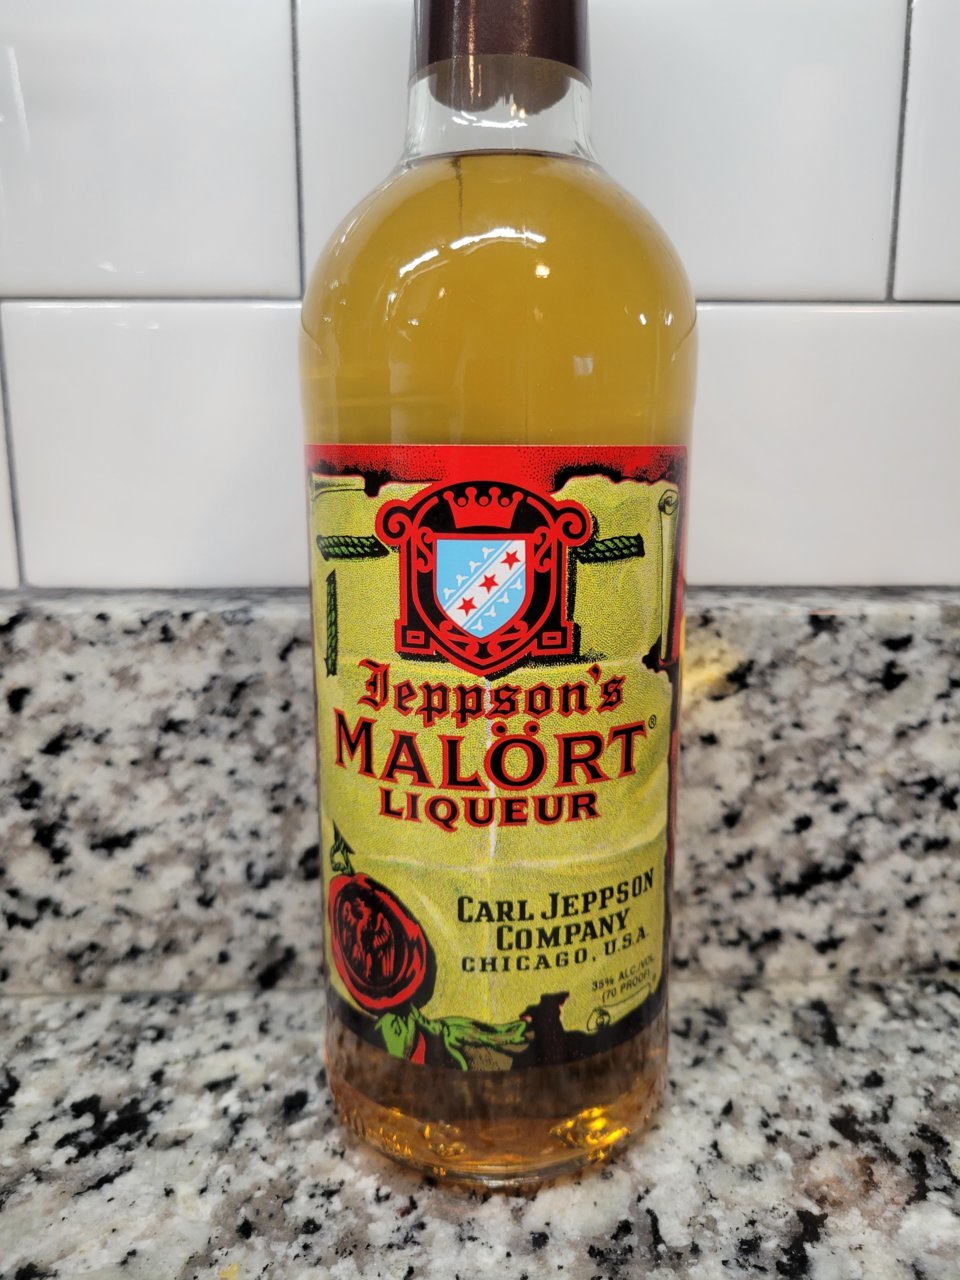 Jeppson's
MALÖRT®
LIQUEUR
CARL JEPPSON
COMPANY
CHICAGO, U.S.A.
35% ALC/VOL
(70 PROOF)